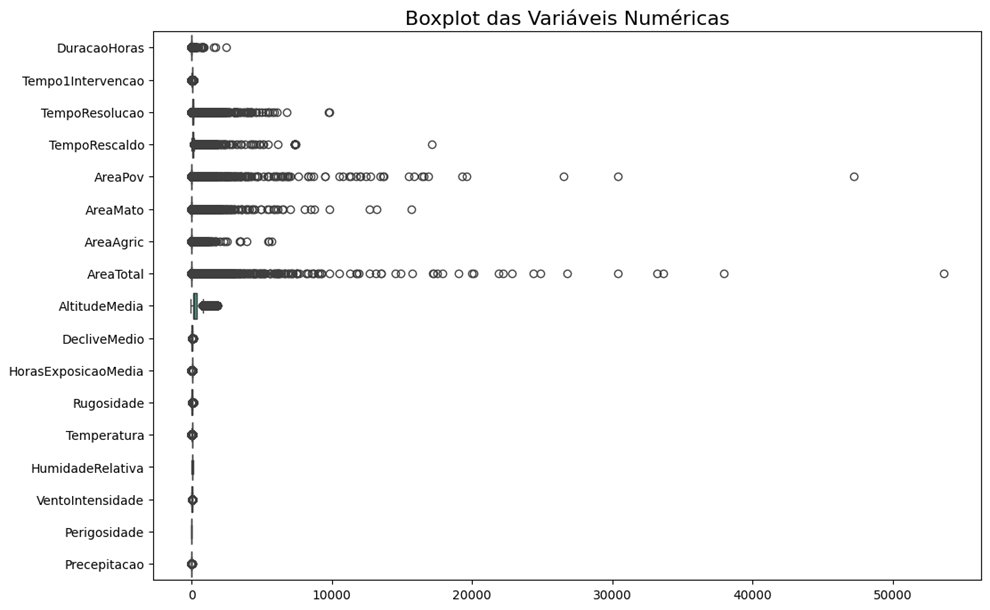 Boxplot das Variáveis Numéricas
DuracaoHoras
Tempo1Intervencao
TempoResolucao
TempoRescaldo
AreaPov
AreaMato
AreaAgric
AreaTotal
AltitudeMedia
DecliveMedio
HorasExposicaoMedia
Rugosidade
Temperatura
HumidadeRelativa
VentoIntensidade
Perigosidade
Precepitacao
0 10000 20000 30000 40000 50000